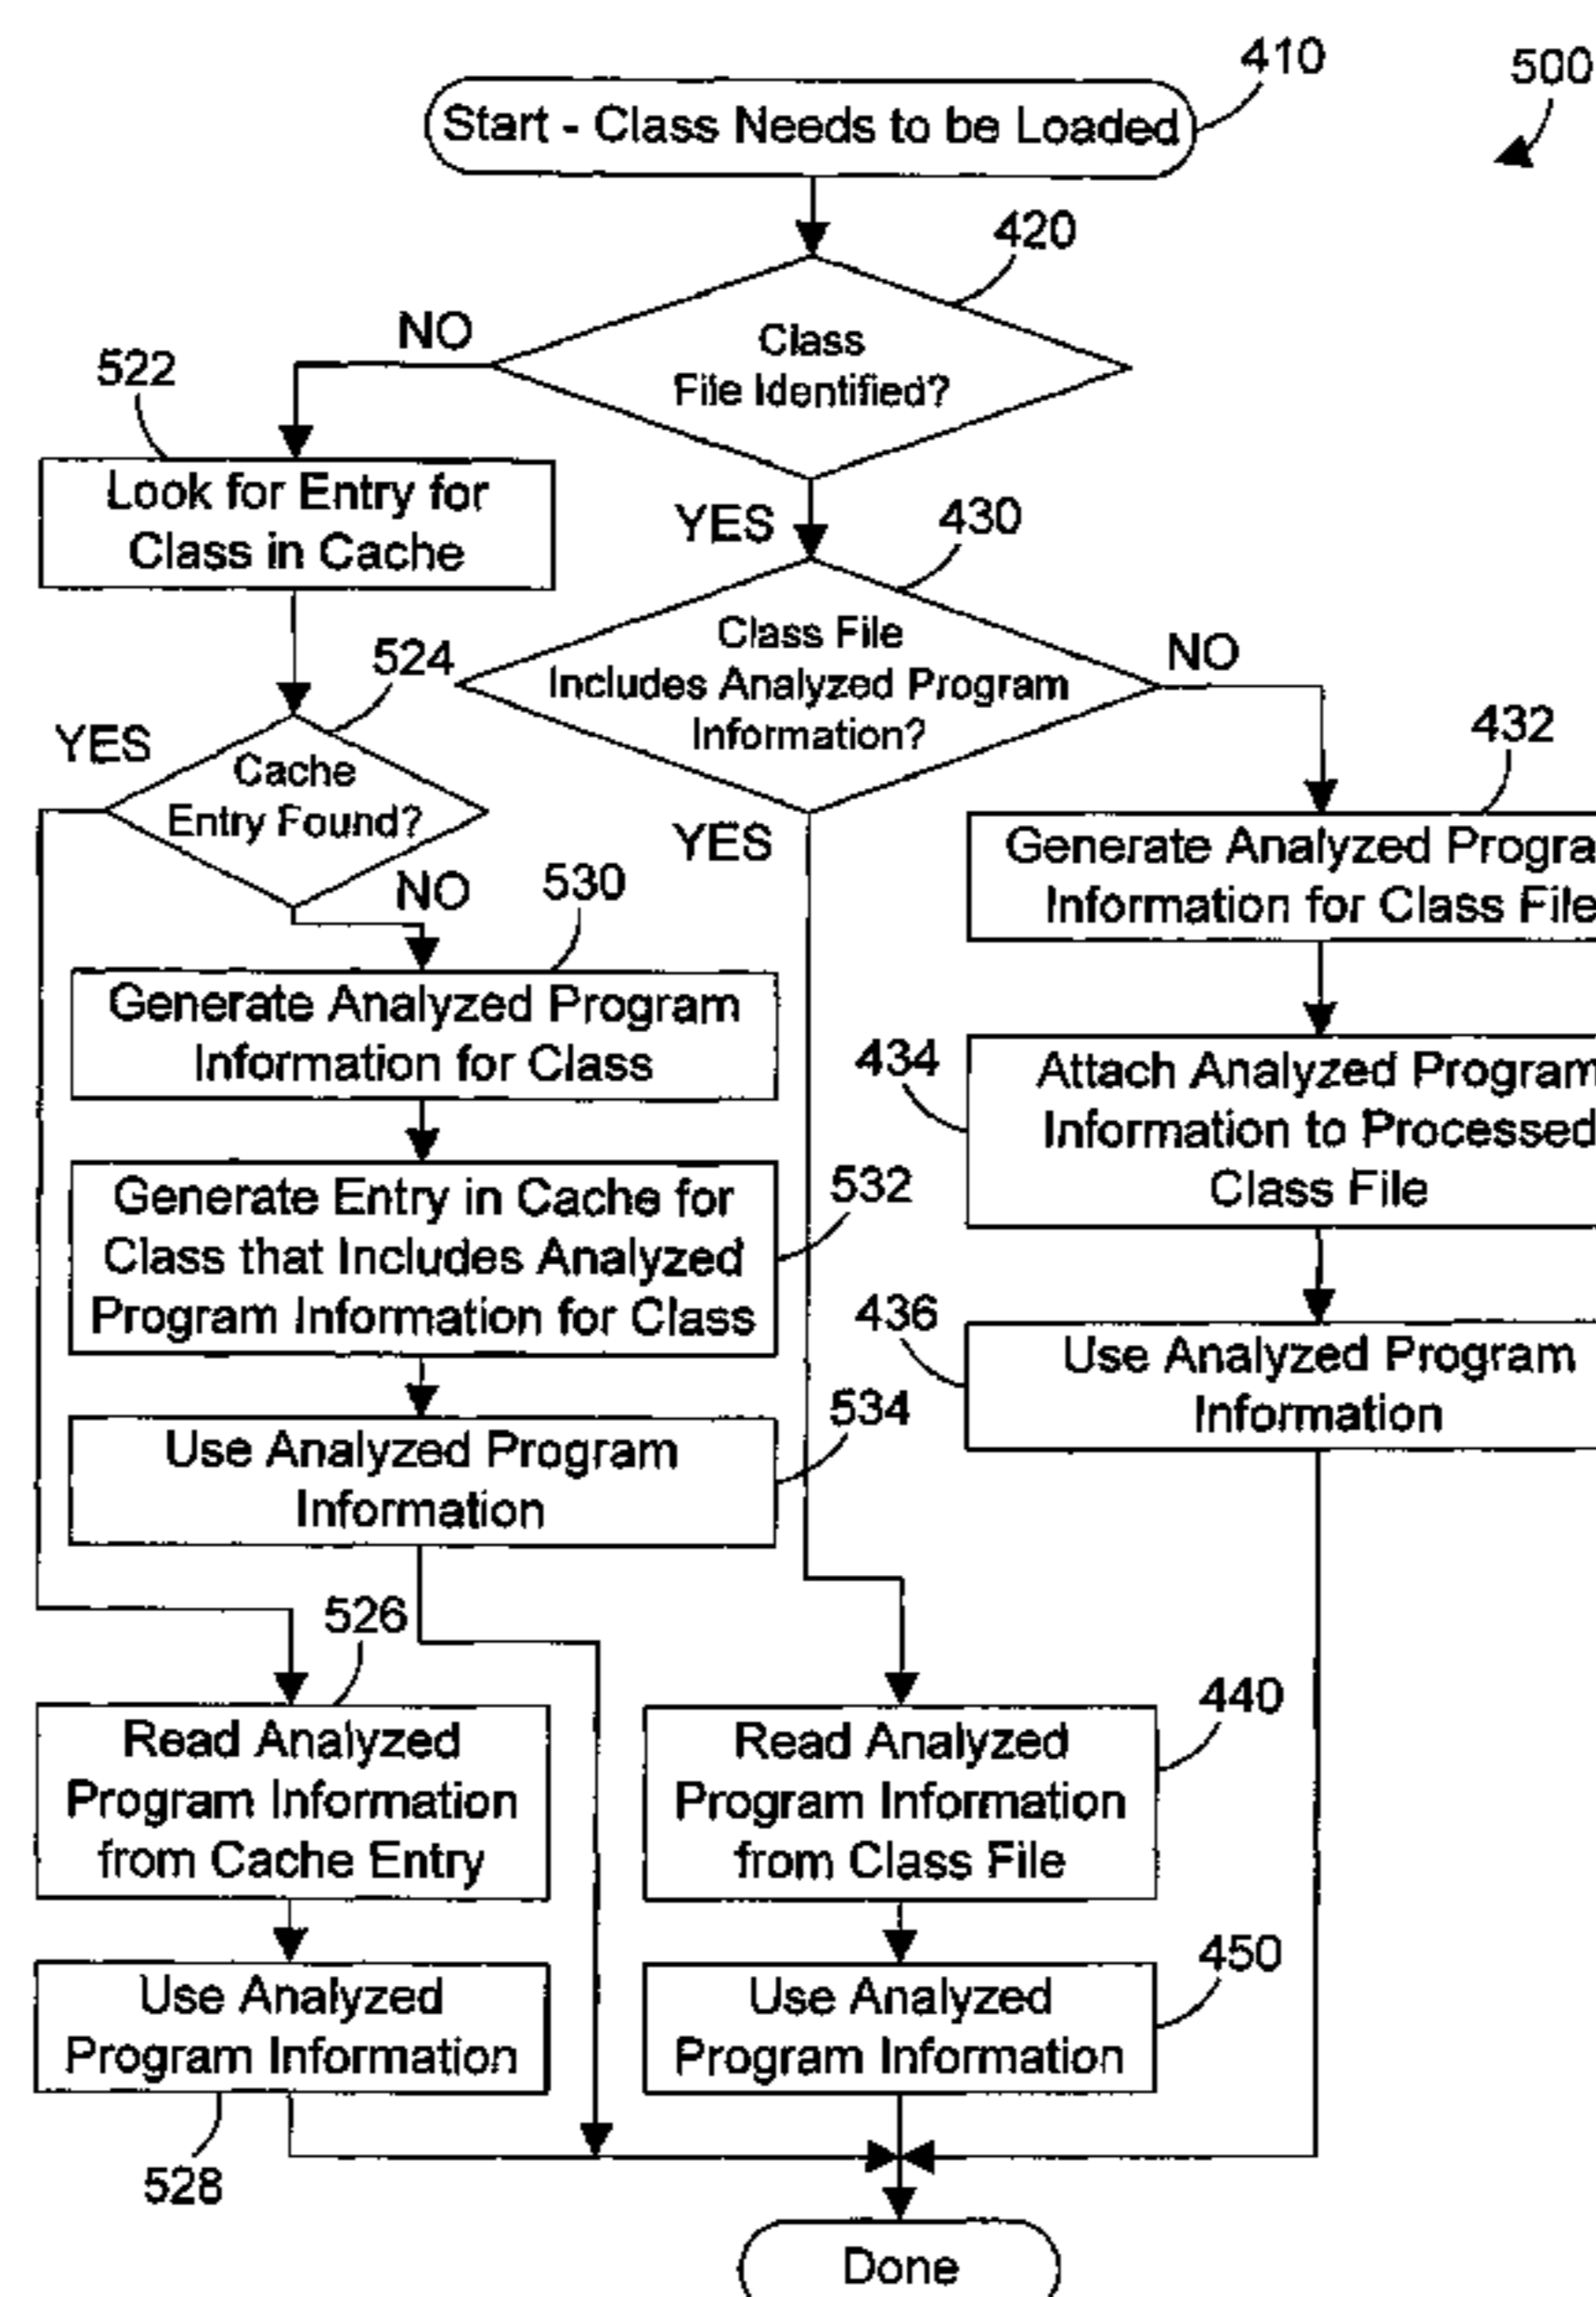 410
500
Start - Class Needs to be Loaded
420
NO
Class
File Identified?
522
Look for Entry for
Class in Cache
YES
430
Class File
Includes Analyzed Program
Information?
NO
524
YES
Cache
Entry Found?
432
YES
NO
530
Generate Analyzed Progra
Information for Class File
Generate Analyzed Program
Information for Class
434
Attach Analyzed Program
Information to Processed
Class File
Generate Entry in Cache for
Class that Includes Analyzed
Program Information for Class
532
436
Use Analyzed Program
Information
534
Use Analyzed Program
Information
526
Read Analyzed
Program Information
from Cache Entry
440
Read Analyzed
Program Information
from Class File
450
Use Analyzed
Program Information
Use Analyzed
Program Information
528
Done